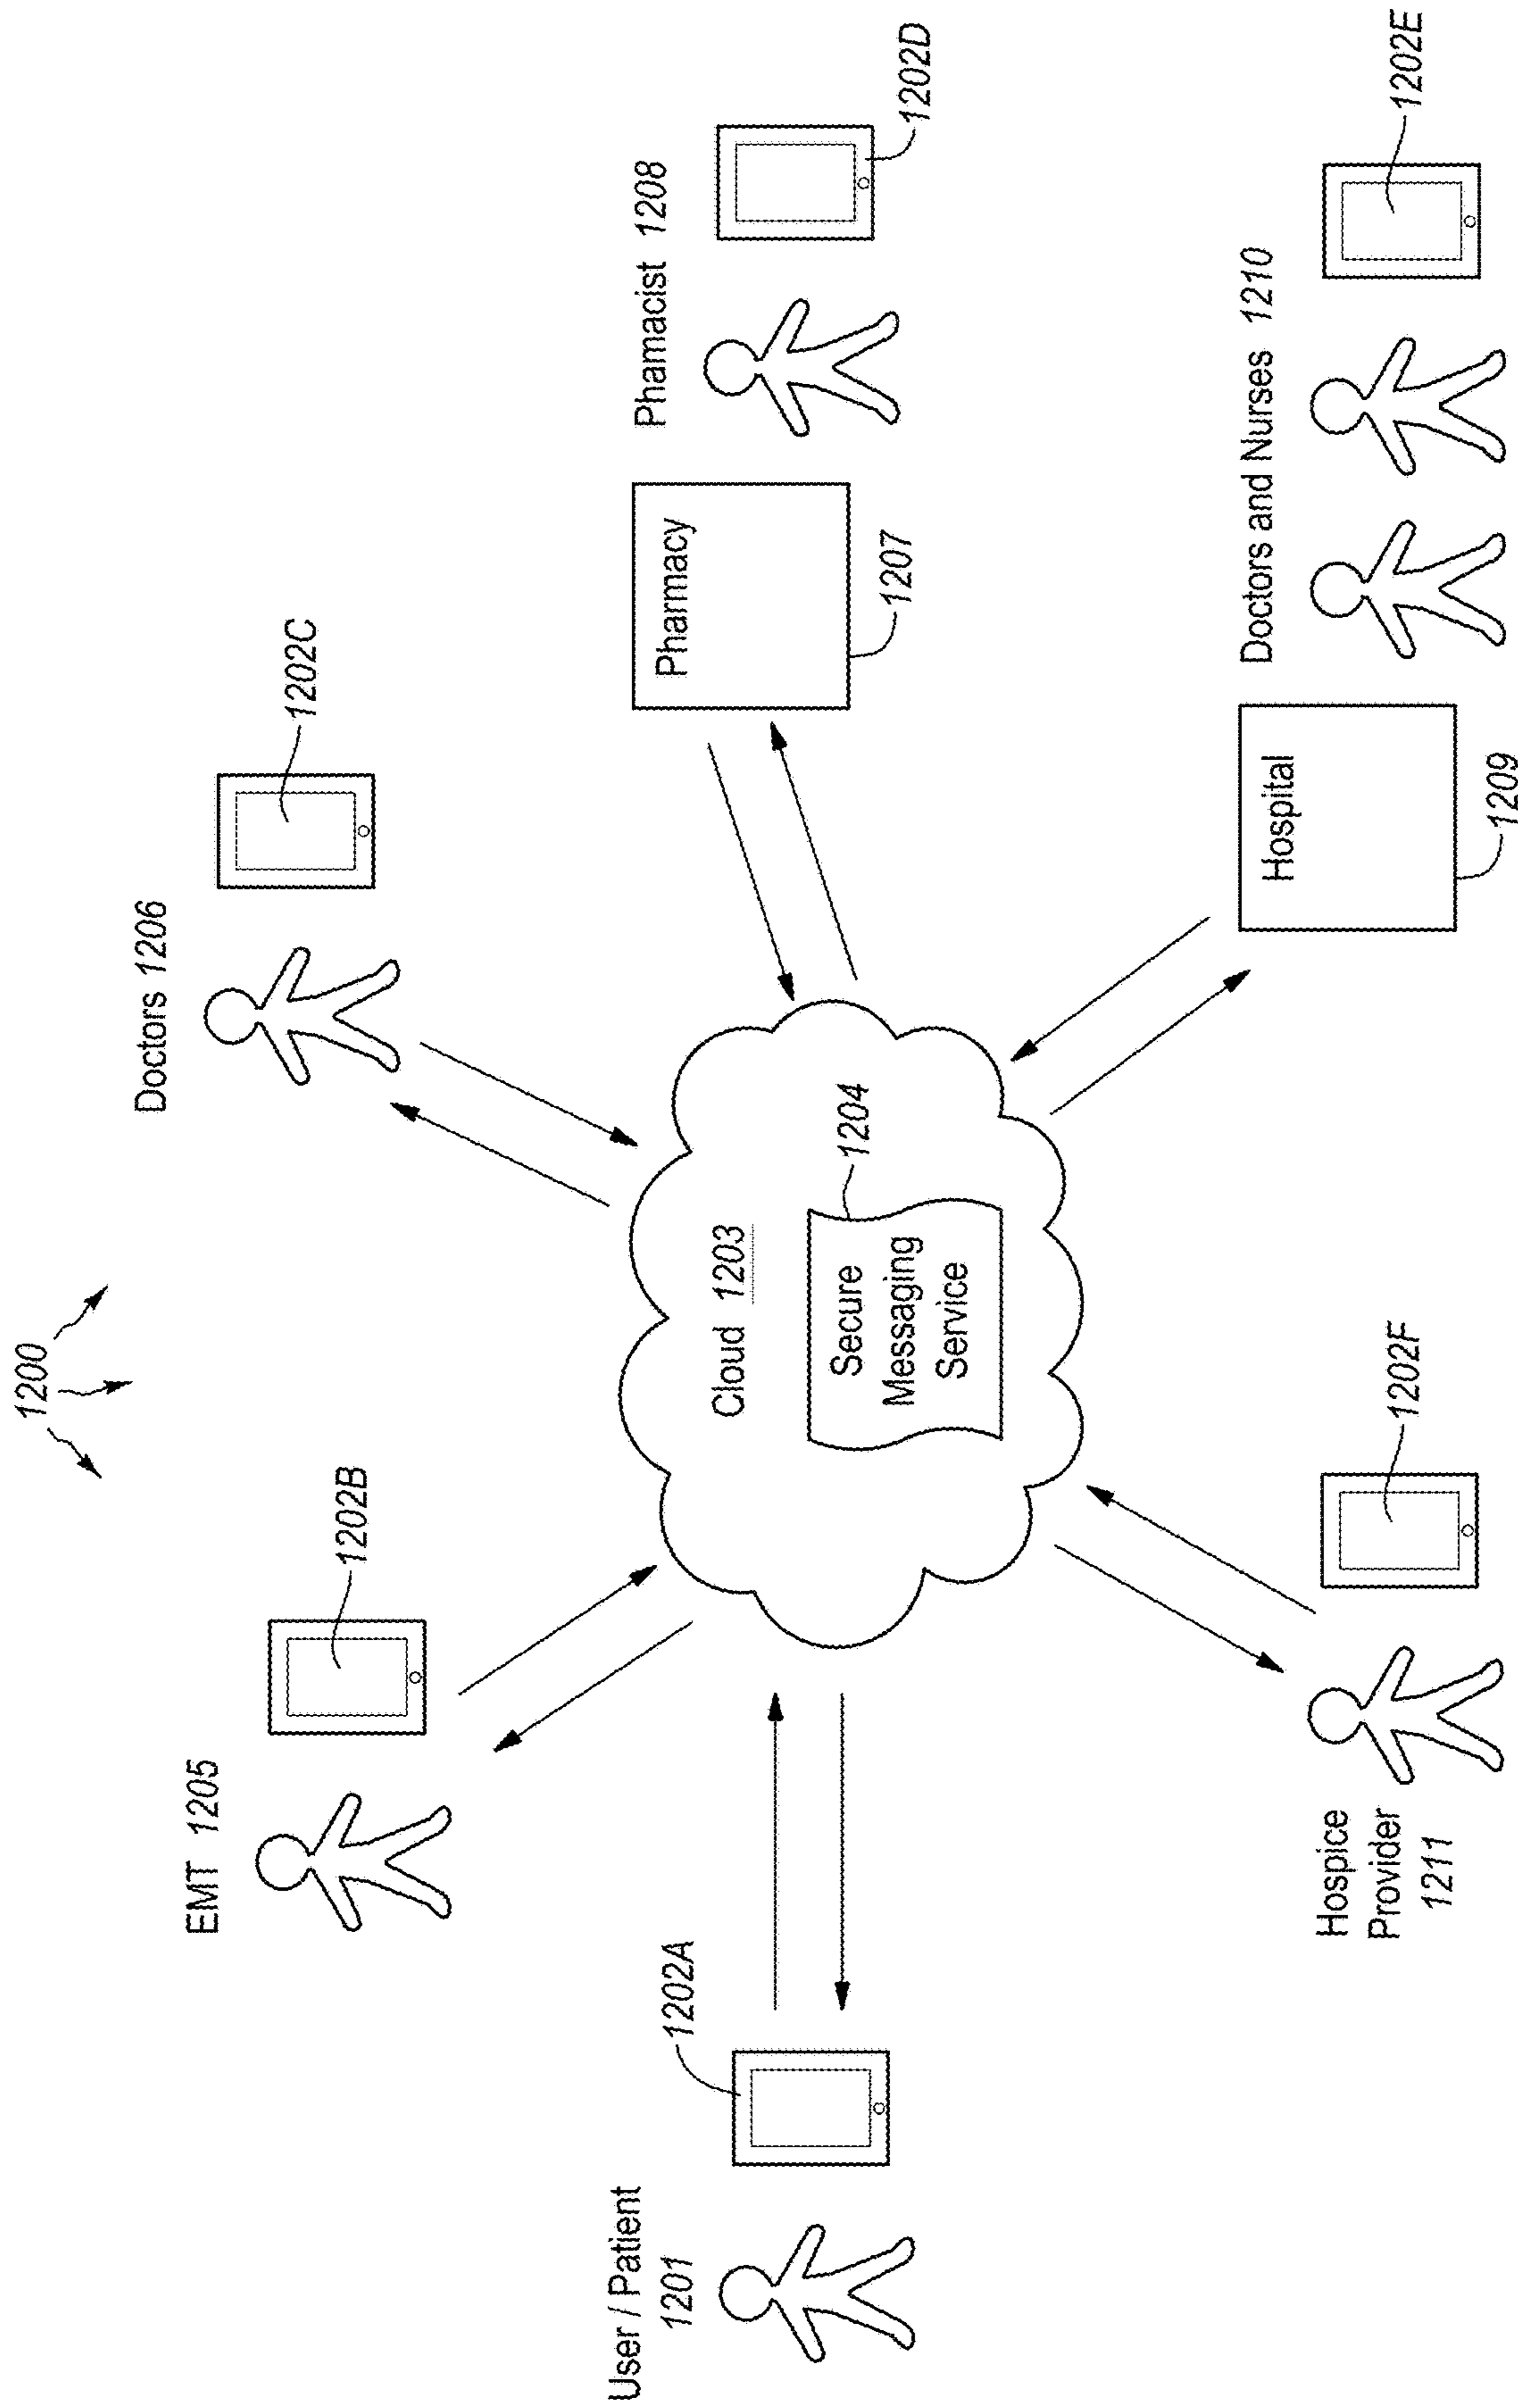 1200
Doctors 1206
1202C
EMT 1205
1202B
Phamacist 1208
1202D
Pharmacy
1207
User / Patient
1201
1202A
Cloud 1203
Secure
Messaging
Service
1204
Doctors and Nurses 1210
1202E
Hospital
1209
Hospice
Provider
1211
1202F